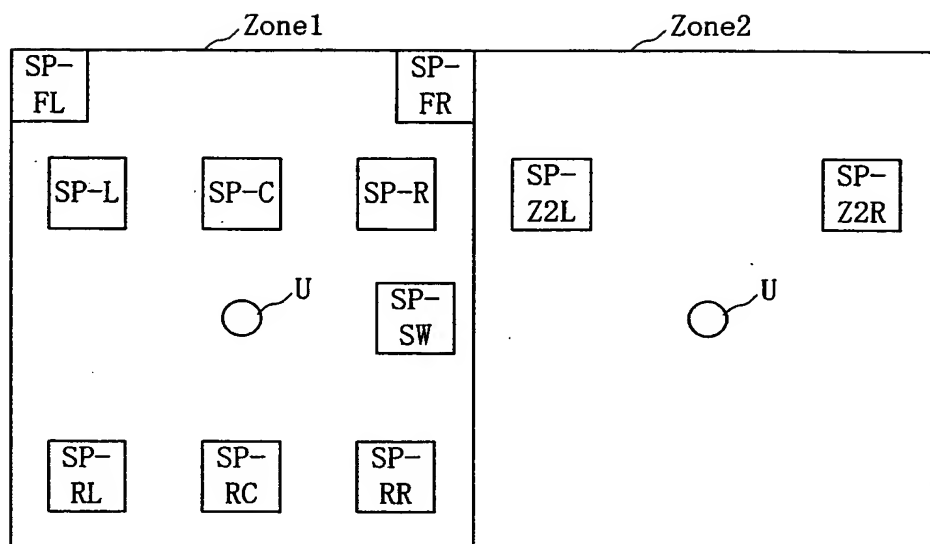 Zone1
Zone2
SP-
FL
SP-
FR
SP-L
SP-C
SP-R
SP-
Z2L
SP-
Z2R
U
SP-
SW
U
SP-
RL
SP-
RC
SP-
RR